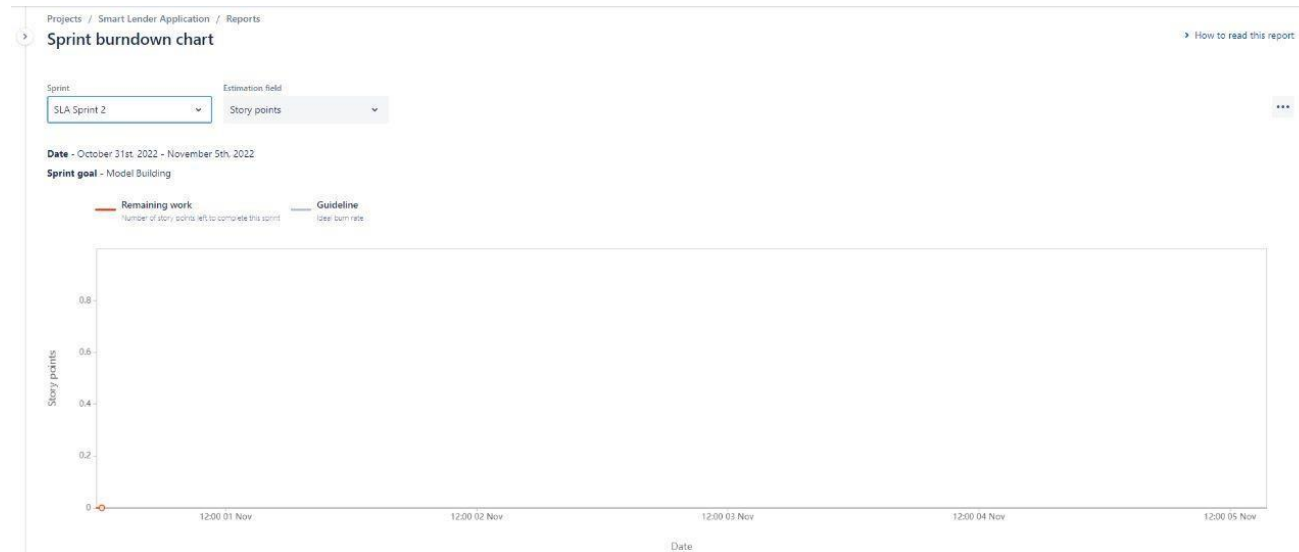 Projects / Smart Lender Application / Reports
Sprint burndown chart
How to read this report
Sprint
Estimation field
SLA Sprint 2
Story points
Date - October 31st, 2022 - November 5th, 2022
Sprint goal - Model Building
Remaining work
Number of story points left to complete this sprint
Guideline
Ideal burn rate
0.8
0.6
0.4
0.2
0
Story points
12:00 01 Nov
12:00 02 Nov
12:00 03 Nov
12:00 04 Nov
12:00 05 Nov
Date